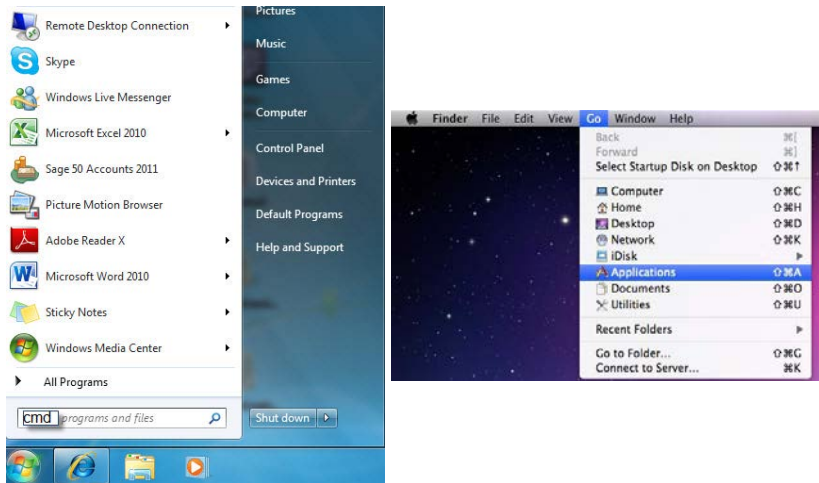 Remote Desktop Connection
Skype
Windows Live Messenger
Microsoft Excel 2010
Sage 50 Accounts 2011
Picture Motion Browser
Adobe Reader X
Microsoft Word 2010
Sticky Notes
Windows Media Center
All Programs
cmd programs and files
Pictures
Music
Games
Computer
Control Panel
Devices and Printers
Default Programs
Help and Support
Shut down
Finder File Edit View Go Window Help
Back ⌘[
Forward ⌘]
Select Startup Disk on Desktop ⇧⌘↑
Computer ⇧⌘C
Home ⇧⌘H
Desktop ⇧⌘D
Network ⇧⌘K
iDisk
Applications ⇧⌘A
Documents ⇧⌘O
Utilities ⇧⌘U
Recent Folders
Go to Folder... ⇧⌘G
Connect to Server... ⌘K